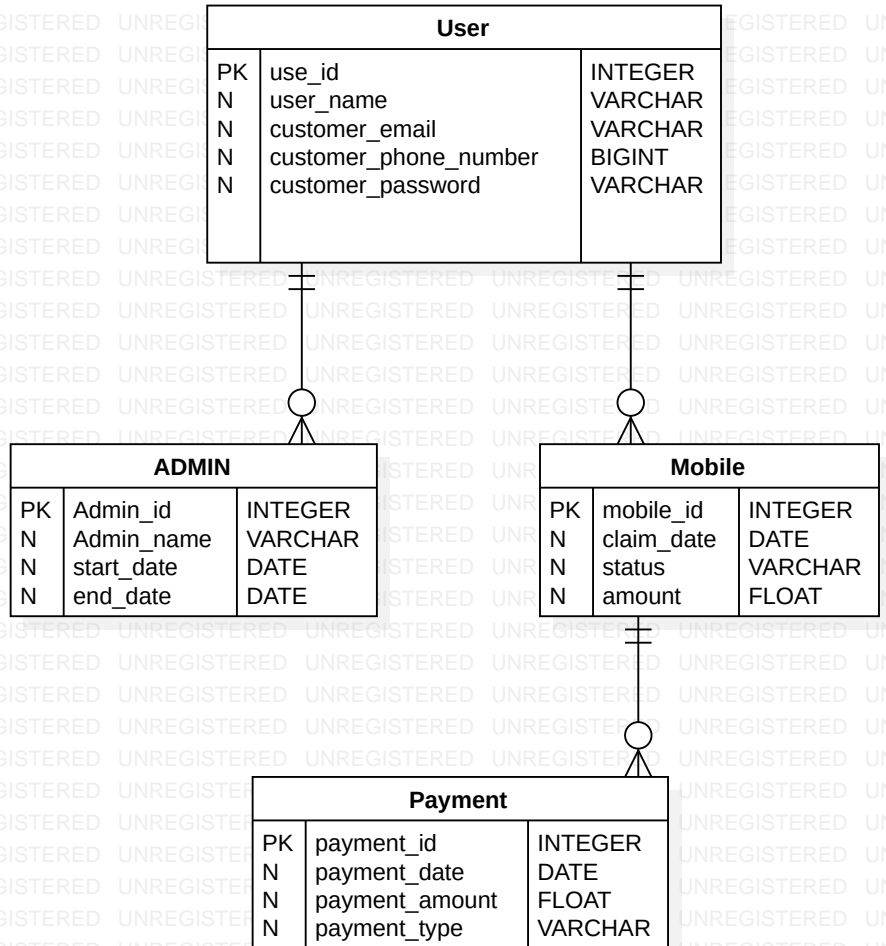 User
PK use_id INTEGER
N user_name VARCHAR
N customer_email VARCHAR
N customer_phone_number BIGINT
N customer_password VARCHAR
ADMIN
PK Admin_id INTEGER
N Admin_name VARCHAR
N start_date DATE
N end_date DATE
Mobile
PK mobile_id INTEGER
N claim_date DATE
N status VARCHAR
N amount FLOAT
Payment
PK payment_id INTEGER
N payment_date DATE
N payment_amount FLOAT
N payment_type VARCHAR
UNREGISTERED